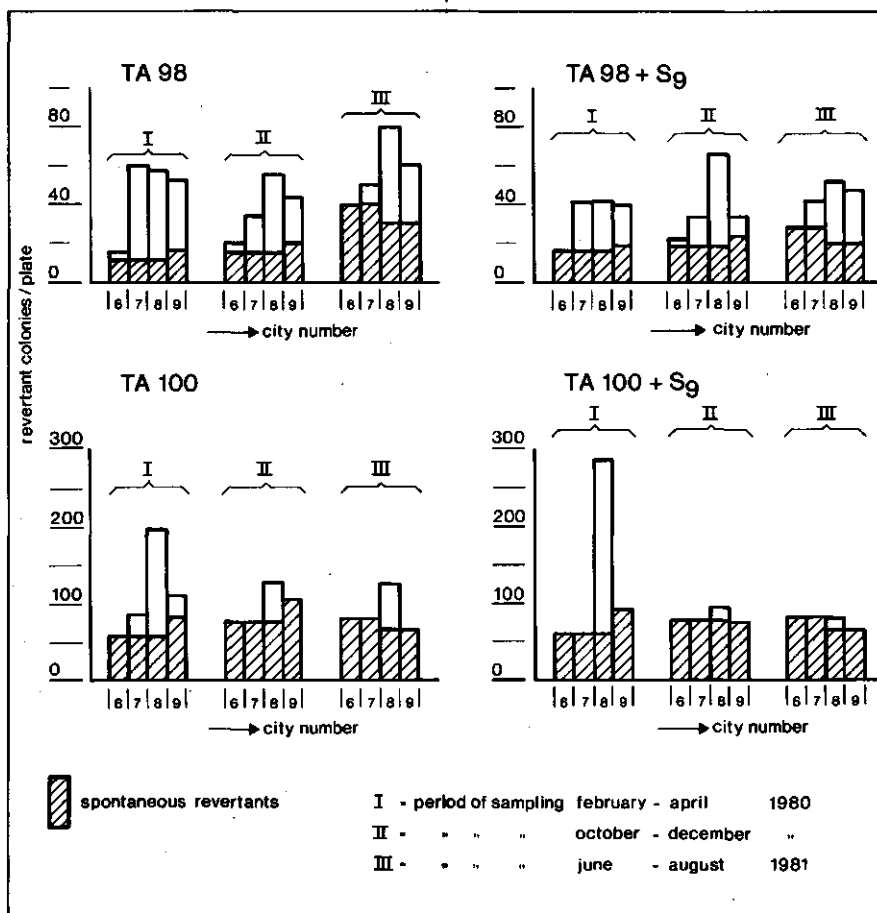 TA 98
TA 98 + S9
revertant colonies / plate
80
40
0
I
II
III
6 7 8 9
6 7 8 9
6 7 8 9
city number
80
40
0
I
II
III
6 7 8 9
6 7 8 9
6 7 8 9
city number
TA 100
TA 100 + S9
300
200
100
0
I
II
III
6 7 8 9
6 7 8 9
6 7 8 9
city number
300
200
100
0
I
II
III
6 7 8 9
6 7 8 9
6 7 8 9
city number
spontaneous revertants
I - period of sampling february - april 1980
II - " " " october - december "
III - " " " june - august 1981